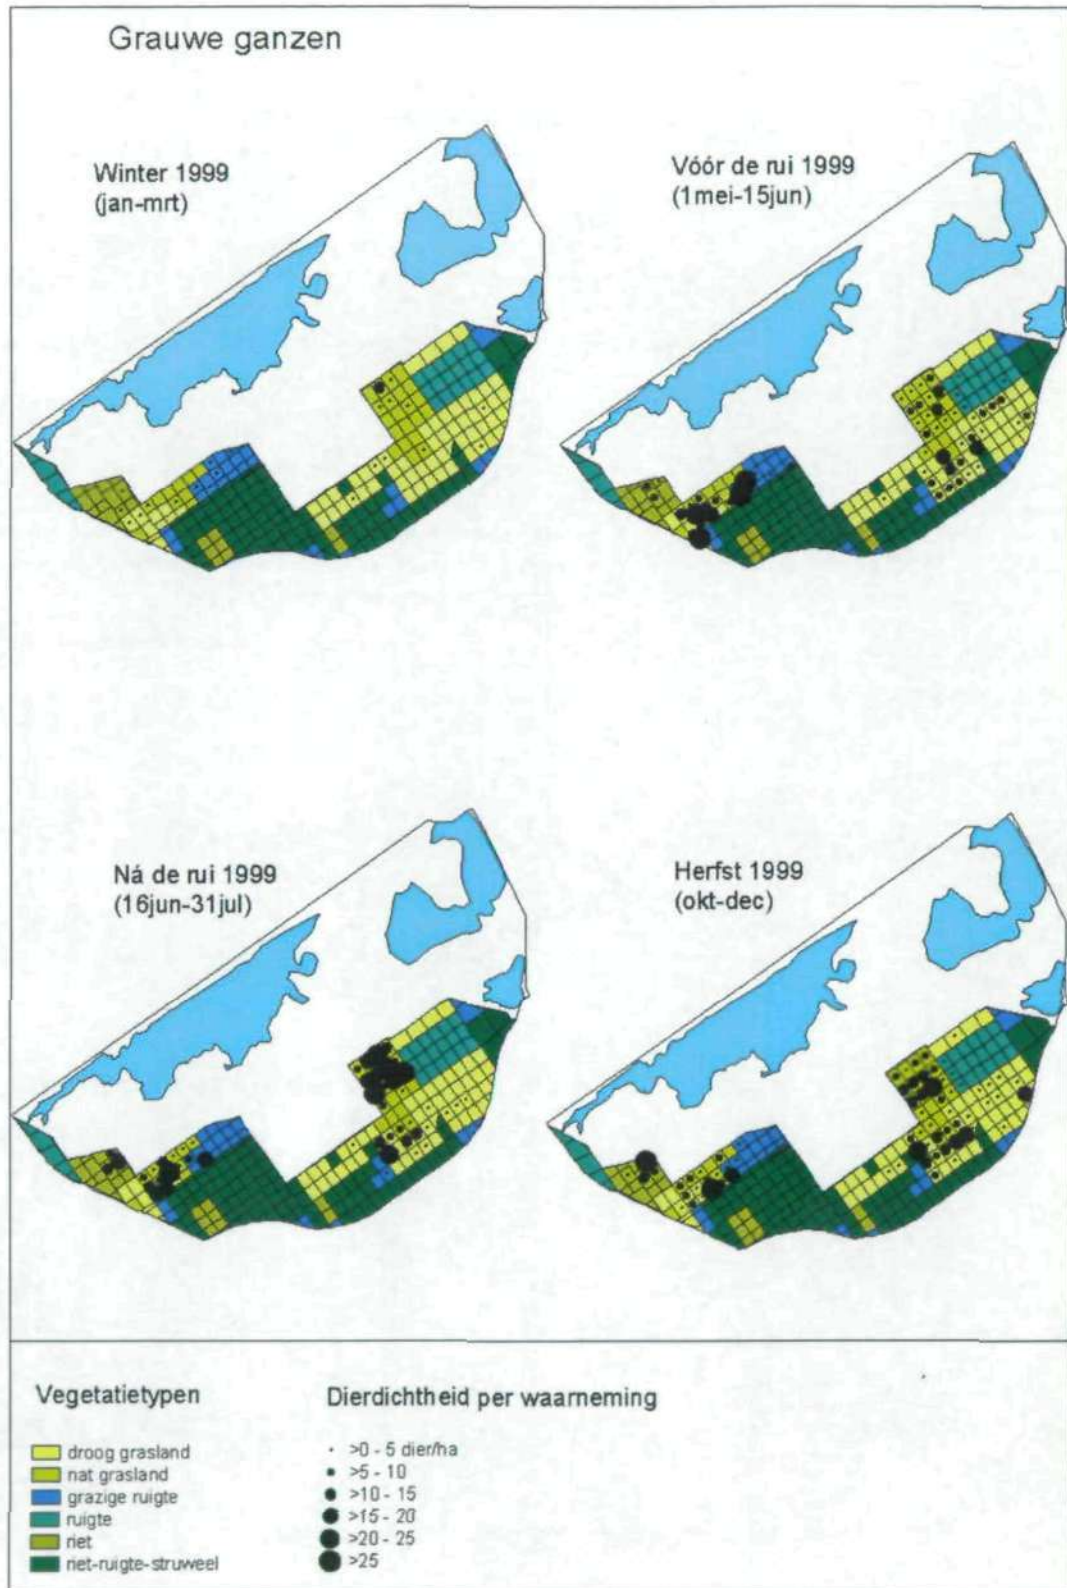 Grauwe ganzen
Winter 1999
(jan-mrt)
Vóór de rui 1999
(1mei-15jun)
Ná de rui 1999
(16jun-31jul)
Herfst 1999
(okt-dec)
Vegetatietypen
droog grasland
nat grasland
grazige ruigte
ruigte
riet
riet-ruigte-struweel
Dierdichtheid per waarneming
>0 - 5 dier/ha
>5 - 10
>10 - 15
>15 - 20
>20 - 25
>25